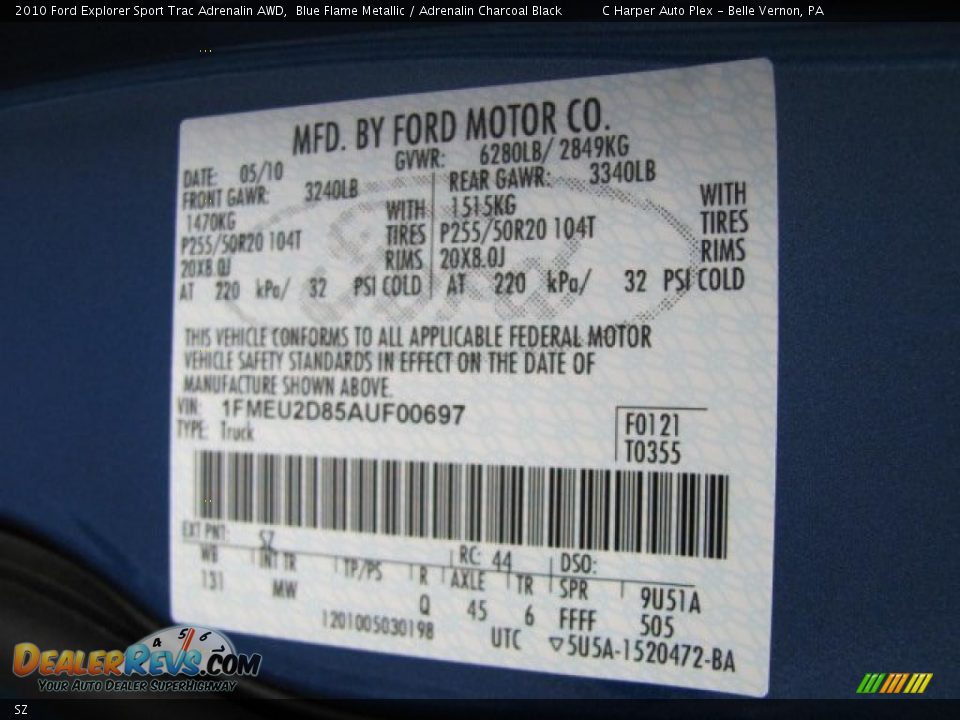 2010 Ford Explorer Sport Trac Adrenalin AWD, Blue Flame Metallic / Adrenalin Charcoal Black C Harper Auto Plex - Belle Vernon, PA
MFD. BY FORD MOTOR CO.
DATE: 05/10 GVWR: 6280LB/ 2849KG
FRONT GAWR: 3240LB REAR GAWR: 3340LB
1470KG WITH 1515KG WITH
P255/50R20 104T TIRES P255/50R20 104T TIRES
20X8.0J RIMS 20X8.0J RIMS
AT 220 kPa/ 32 PSI COLD AT 220 kPa/ 32 PSI COLD
THIS VEHICLE CONFORMS TO ALL APPLICABLE FEDERAL MOTOR
VEHICLE SAFETY STANDARDS IN EFFECT ON THE DATE OF
MANUFACTURE SHOWN ABOVE.
VIN: 1FMEU2D85AUF00697
TYPE: Truck
F0121
T0355
EXT PNT: SZ RC: 44 DSO:
WB INT TR TP/PS R AXLE TR SPR 9U51A
131 MW Q 45 6 FFFF 505
1201005030198 UTC ▽5U5A-1520472-BA
Ford
4 5 6
DEALERREVS.COM
YOUR AUTO DEALER SUPERHIGHWAY
SZ